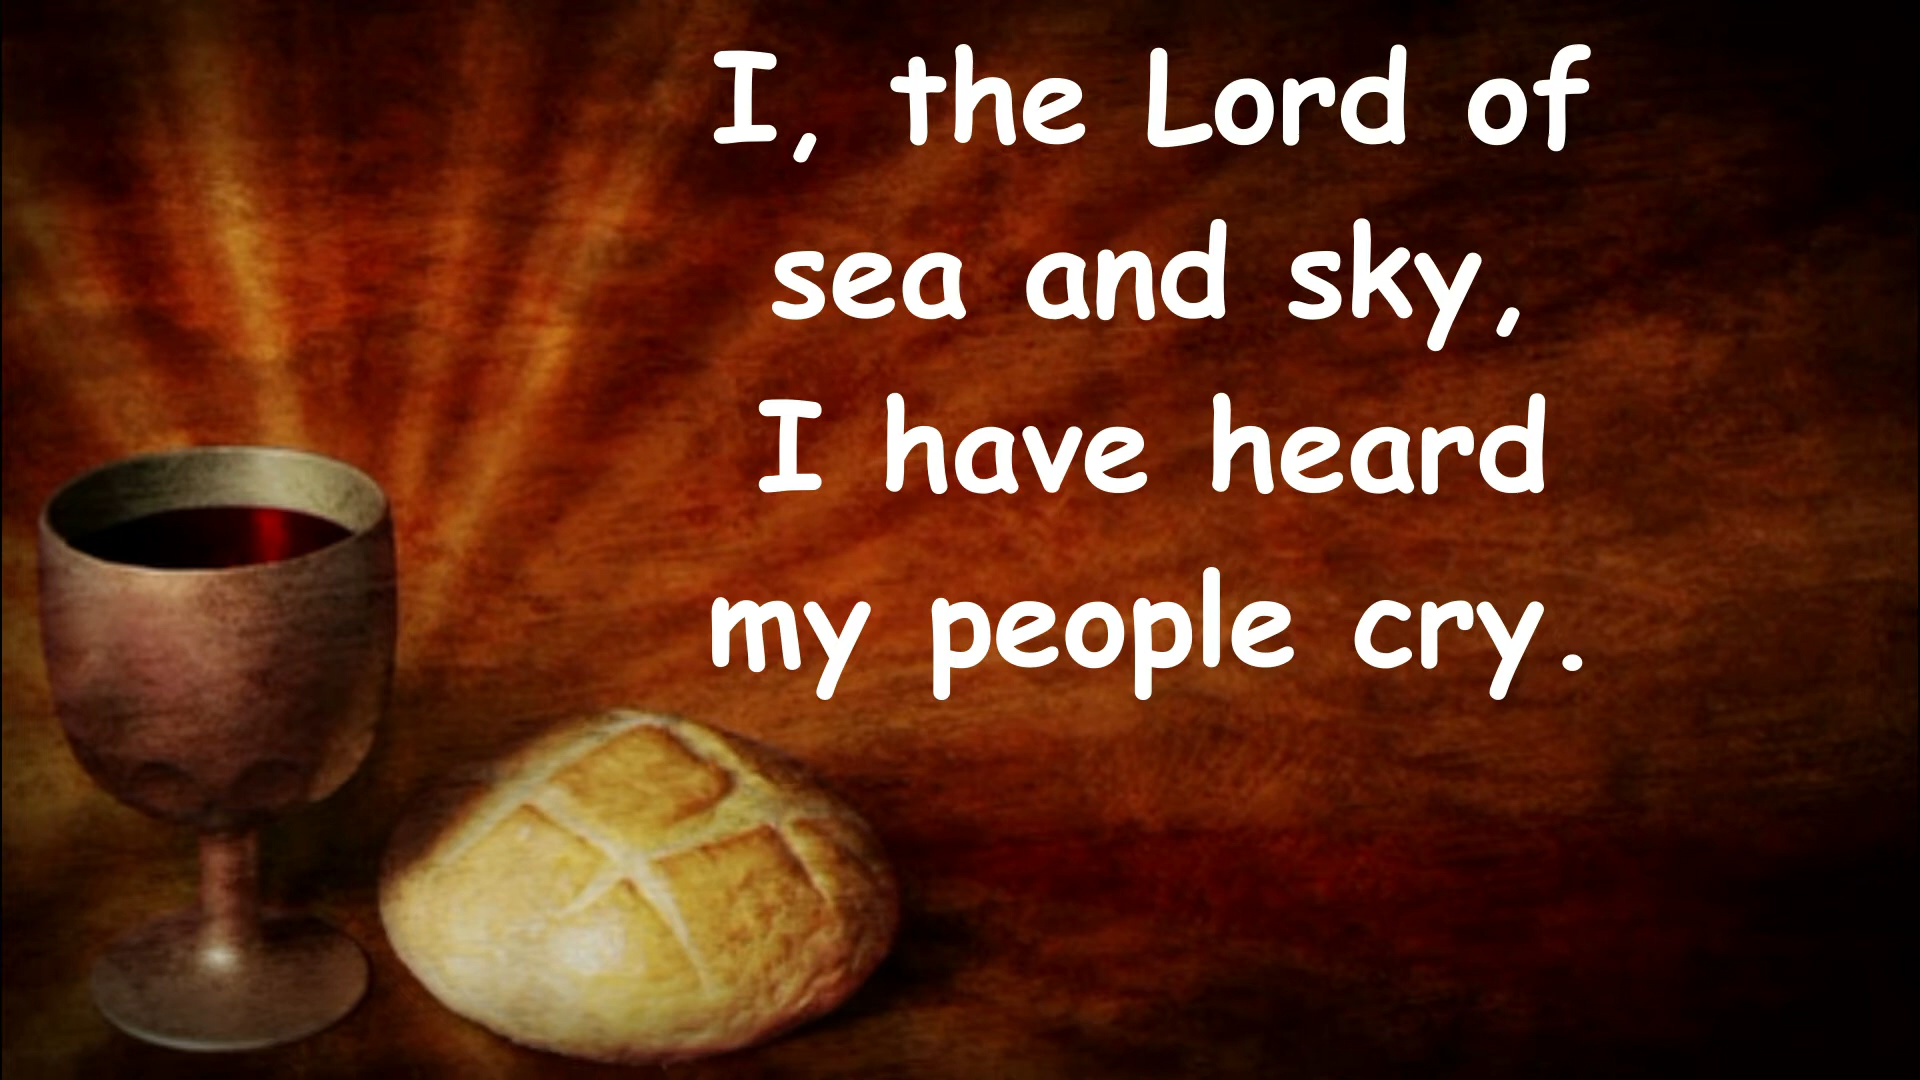 I, the Lord of
sea and sky,
I have heard
my people cry.